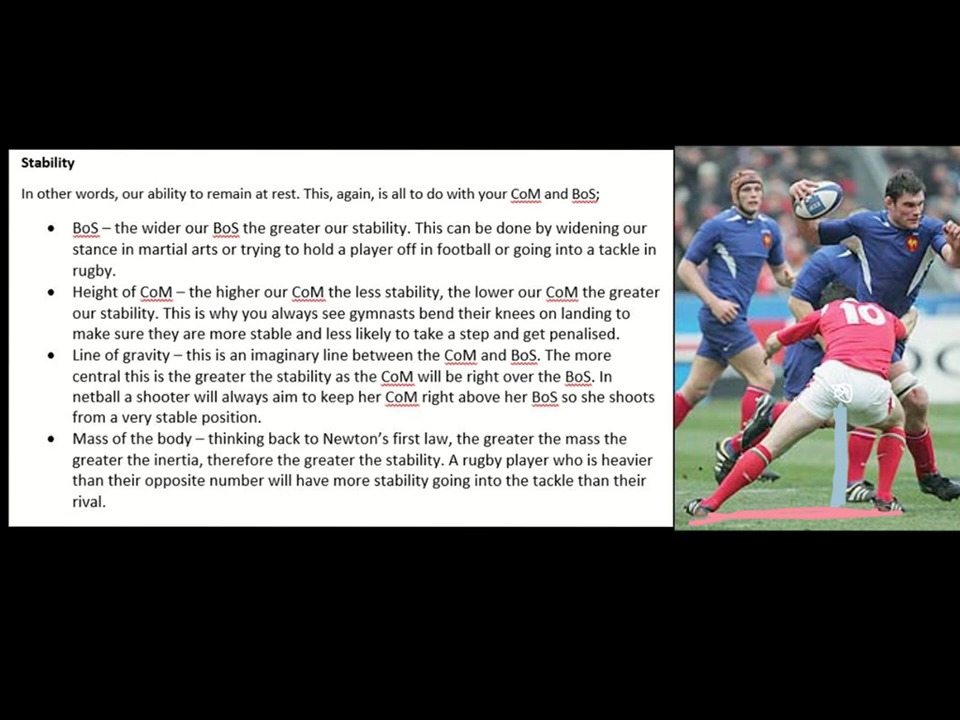 Stability
In other words, our ability to remain at rest. This, again, is all to do with your CoM and BoS;
• BoS – the wider our BoS the greater our stability. This can be done by widening our
stance in martial arts or trying to hold a player off in football or going into a tackle in
rugby.
• Height of CoM – the higher our CoM the less stability, the lower our CoM the greater
our stability. This is why you always see gymnasts bend their knees on landing to
make sure they are more stable and less likely to take a step and get penalised.
• Line of gravity – this is an imaginary line between the CoM and BoS. The more
central this is the greater the stability as the CoM will be right over the BoS. In
netball a shooter will always aim to keep her CoM right above her BoS so she shoots
from a very stable position.
• Mass of the body – thinking back to Newton's first law, the greater the mass the
greater the inertia, therefore the greater the stability. A rugby player who is heavier
than their opposite number will have more stability going into the tackle than their
rival.
10